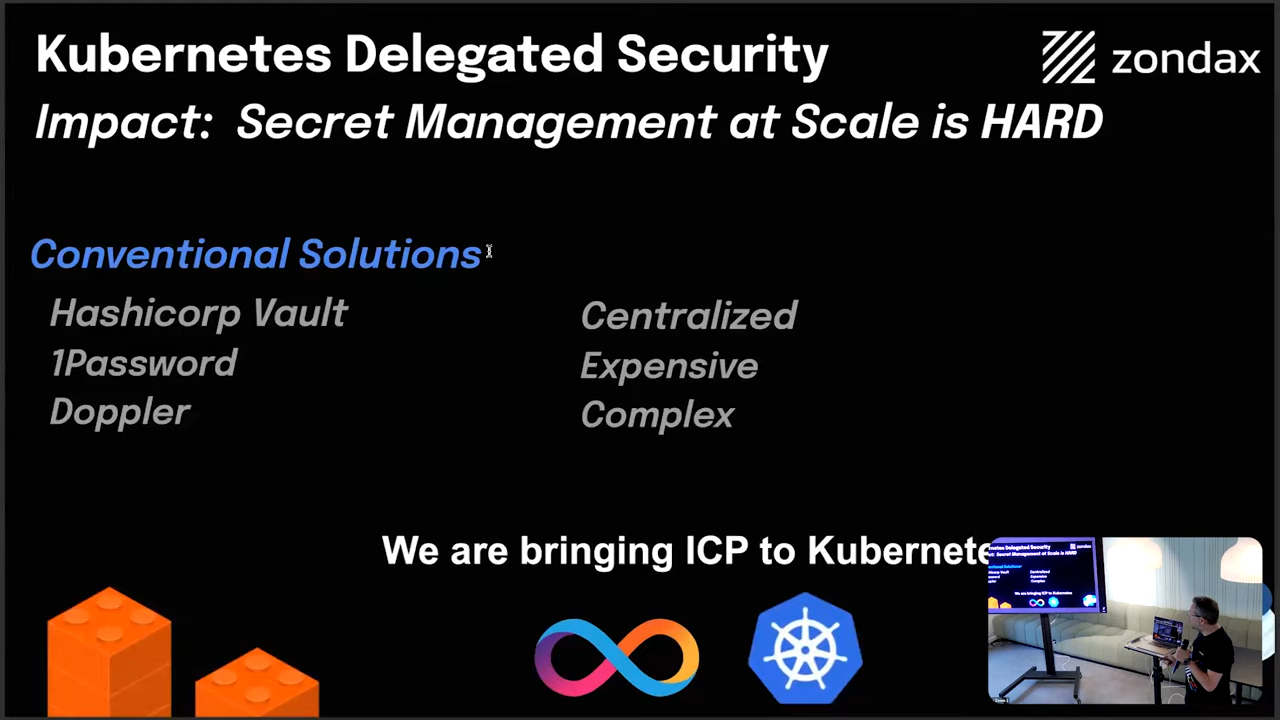 Kubernetes Delegated Security
zondax
Impact: Secret Management at Scale is HARD
Conventional Solutions
Hashicorp Vault
Centralized
1Password
Expensive
Doppler
Complex
We are bringing ICP to Kubernete